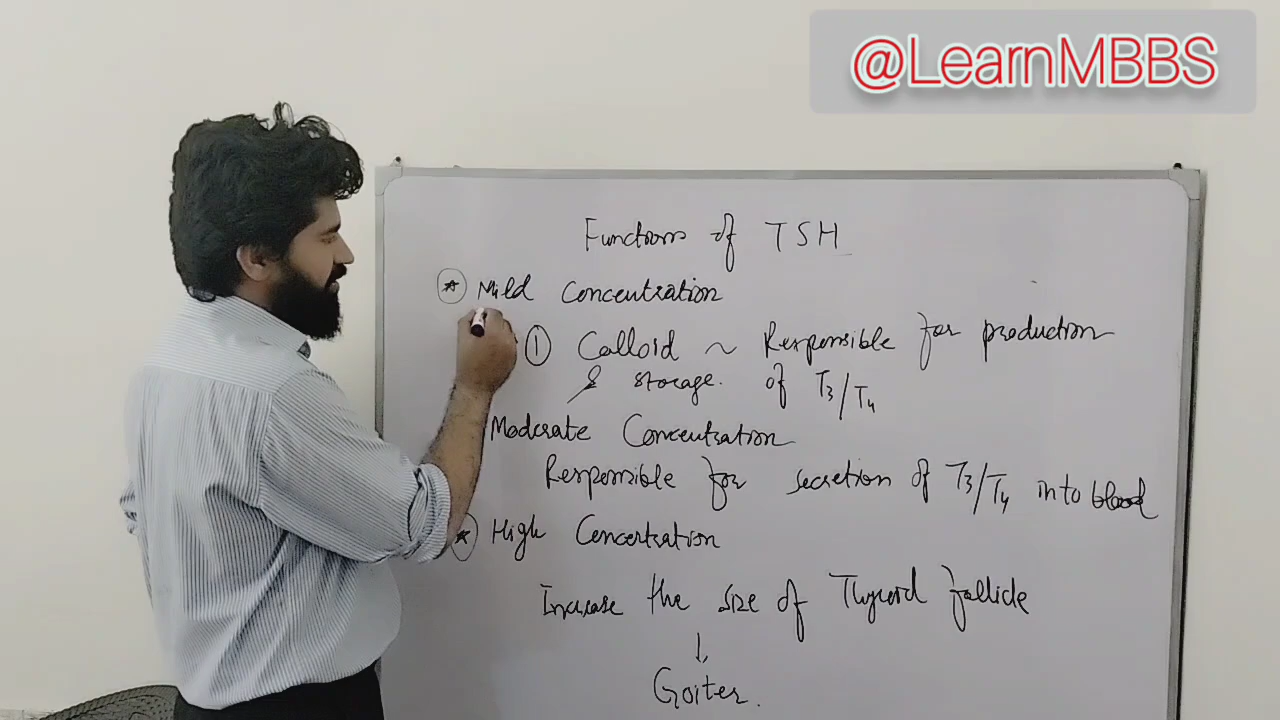 @LearnMBBS
Functions of TSH
Mild Concentration
① Colloid ~ Responsible for production
& storage. of T3/T4
Moderate Concentration
Responsible for secretion of T3/T4 into blood
High Concentration
Increase the size of Thyroid follicle
↓
Goiter.